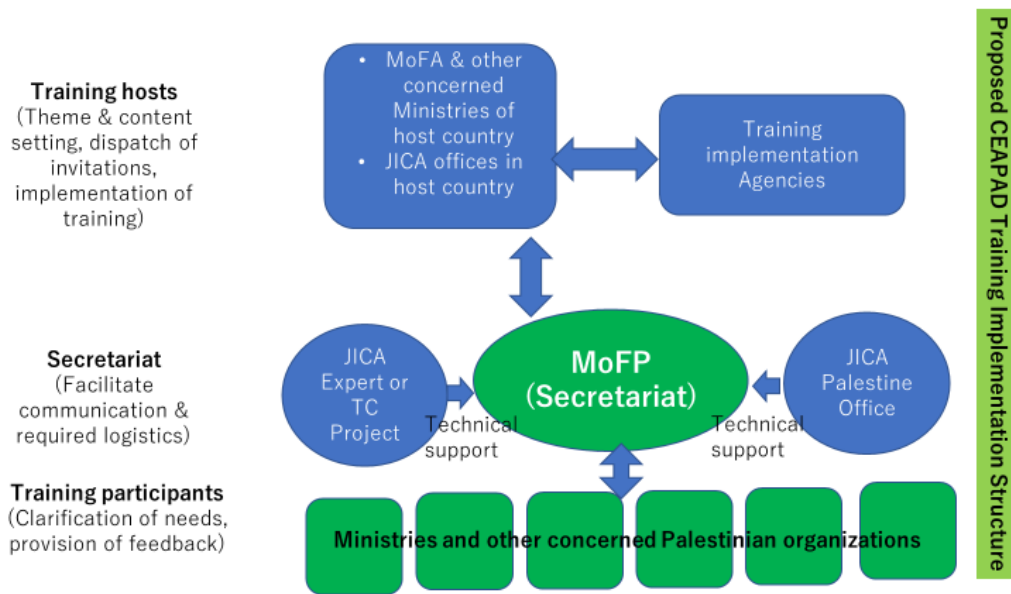 Training hosts
(Theme & content
setting, dispatch of
invitations,
implementation of
training)
• MoFA & other
concerned
Ministries of
host country
• JICA offices in
host country
Training
implementation
Agencies
Secretariat
(Facilitate
communication &
required logistics)
JICA
Expert or
TC
Project
Technical
support
MoFP
(Secretariat)
JICA
Palestine
Office
Technical
support
Training participants
(Clarification of needs,
provision of feedback)
Ministries and other concerned Palestinian organizations
Proposed CEAPAD Training Implementation Structure